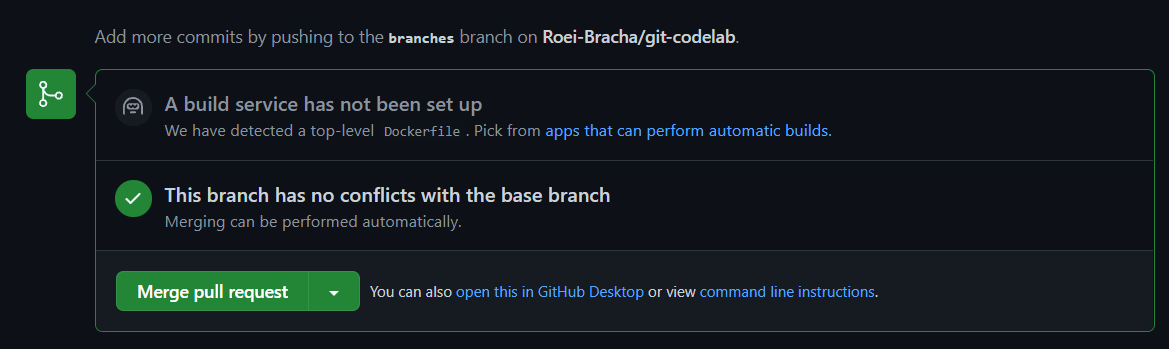 Add more commits by pushing to the branches branch on Roei-Bracha/git-codelab.
A build service has not been set up
We have detected a top-level Dockerfile. Pick from apps that can perform automatic builds.
This branch has no conflicts with the base branch
Merging can be performed automatically.
Merge pull request
You can also open this in GitHub Desktop or view command line instructions.